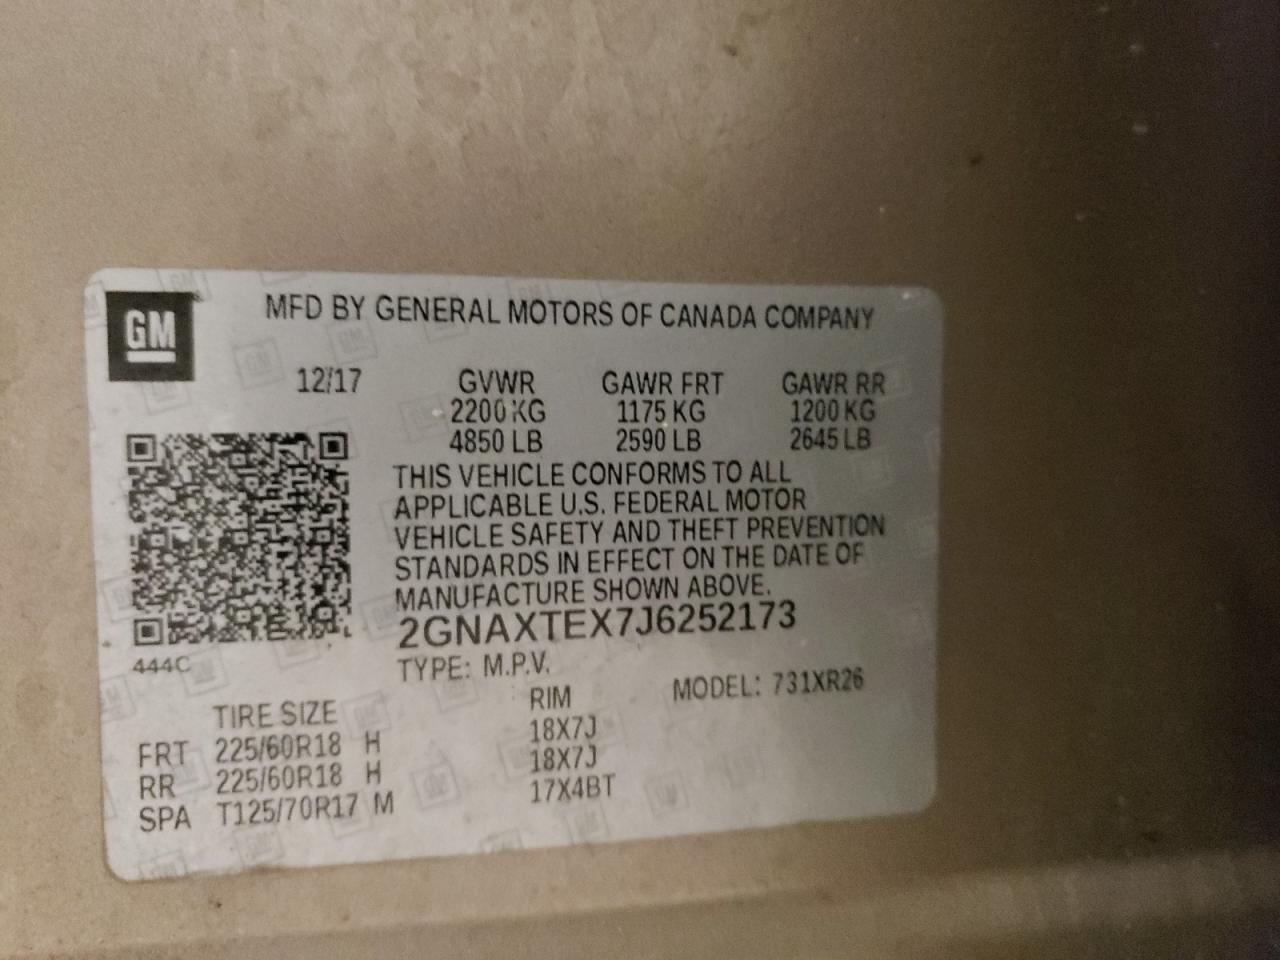 GM
MFD BY GENERAL MOTORS OF CANADA COMPANY
12/17 GVWR GAWR FRT GAWR RR
2200 KG 1175 KG 1200 KG
4850 LB 2590 LB 2645 LB
THIS VEHICLE CONFORMS TO ALL
APPLICABLE U.S. FEDERAL MOTOR
VEHICLE SAFETY AND THEFT PREVENTION
STANDARDS IN EFFECT ON THE DATE OF
MANUFACTURE SHOWN ABOVE.
2GNAXTEX7J6252173
444C
TYPE: M.P.V.
MODEL: 731XR26
TIRE SIZE RIM
FRT 225/60R18 H 18X7J
RR 225/60R18 H 18X7J
SPA T125/70R17 M 17X4BT